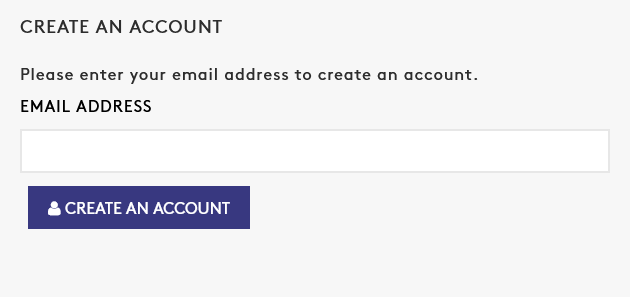 CREATE AN ACCOUNT
Please enter your email address to create an account.
EMAIL ADDRESS
CREATE AN ACCOUNT